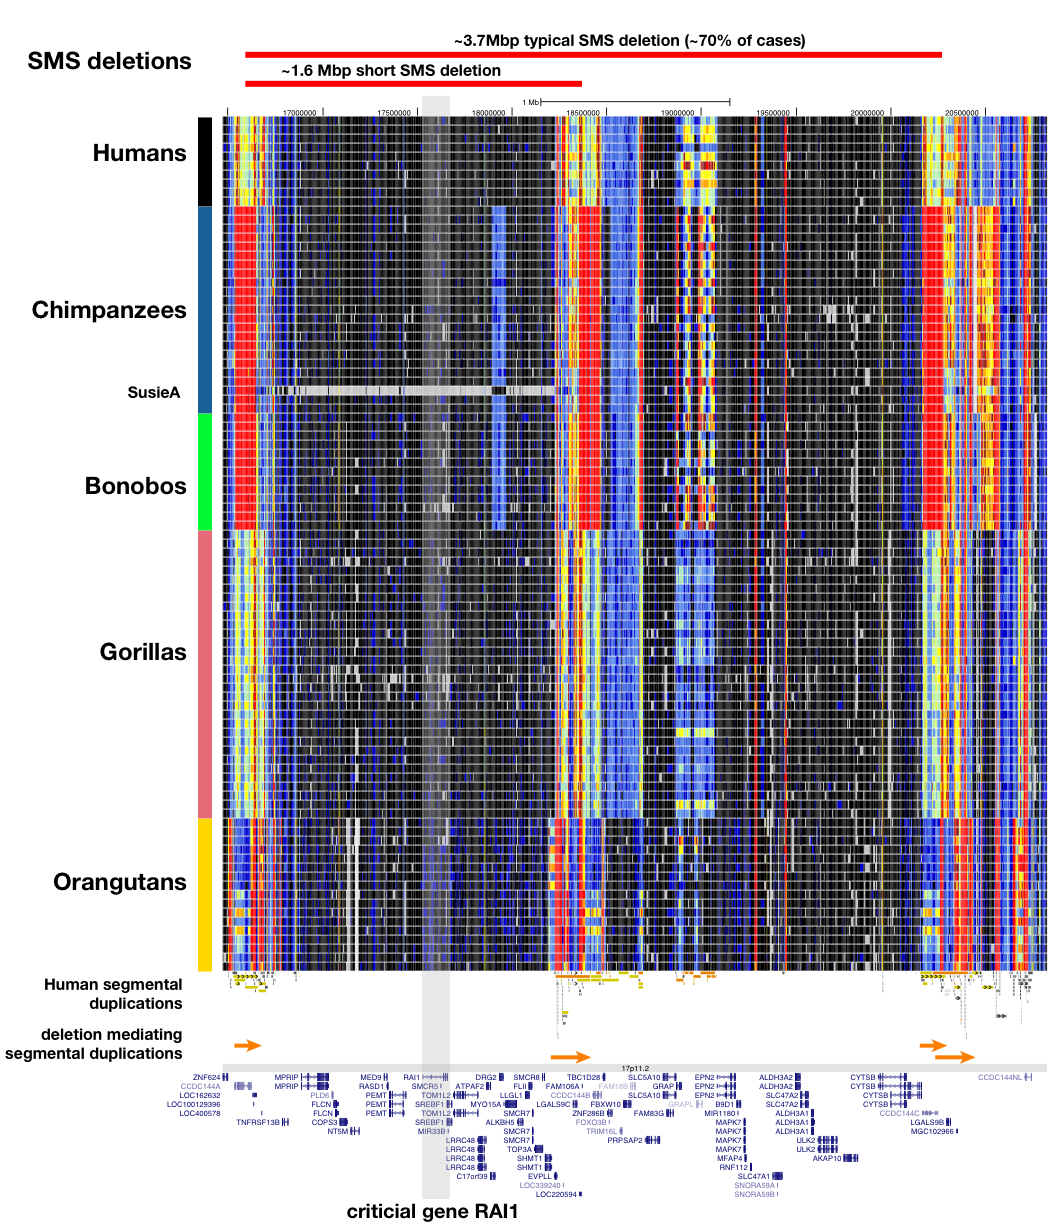 ~3.7Mbp typical SMS deletion (~70% of cases)
SMS deletions
~1.6 Mbp short SMS deletion
1 Mb
17000000 17500000 18000000 18500000 19000000 19500000 20000000 20500000
Humans
Chimpanzees
SusieA
Bonobos
Gorillas
Orangutans
Human segmental
duplications
deletion mediating
segmental duplications
17p11.2
ZNF624 MPRIP MED9 RAI1 DRG2 SMCR8 TBC1D28 SLC5A10 EPN2 ALDH3A2 CYTSB CCDC144NL
CCDC144A MPRIP RASD1 SMCR5 ATPAF2 FLII FAM106A FAM18B GRAP EPN2 ALDH3A2 CYTSB
LOC162632 PLD6 PEMT TOM1L2 LLGL1 CCDC144B SLC5A10 EPN2 SLC47A2 CYTSB
LOC100129396 FLCN PEMT SREBF1 MYO15A LGALS9C FBXW10 GRAPL B9D1 SLC47A2 CYTSB
LOC400578 FLCN PEMT TOM1L2 SMCR7 ZNF286B FAM83G MIR1180 ALDH3A1 CCDC144C
TNFRSF13B COPS3 SREBF1 ALKBH5 FOXO3B MAPK7 ALDH3A1 LGALS9B
NT5M MIR33B SMCR7 TRIM16L MAPK7 ALDH3A1 MGC102966
LRRC48 SMCR7 PRPSAP2 MAPK7 ULK2
LRRC48 TOP3A MAPK7 ULK2
LRRC48 SHMT1 MFAP4 AKAP10
LRRC48 SHMT1 RNF112
C17orf39 EVPLL SLC47A1
LOC339240 SNORA59A
LOC220594 SNORA59B
criticial gene RAI1